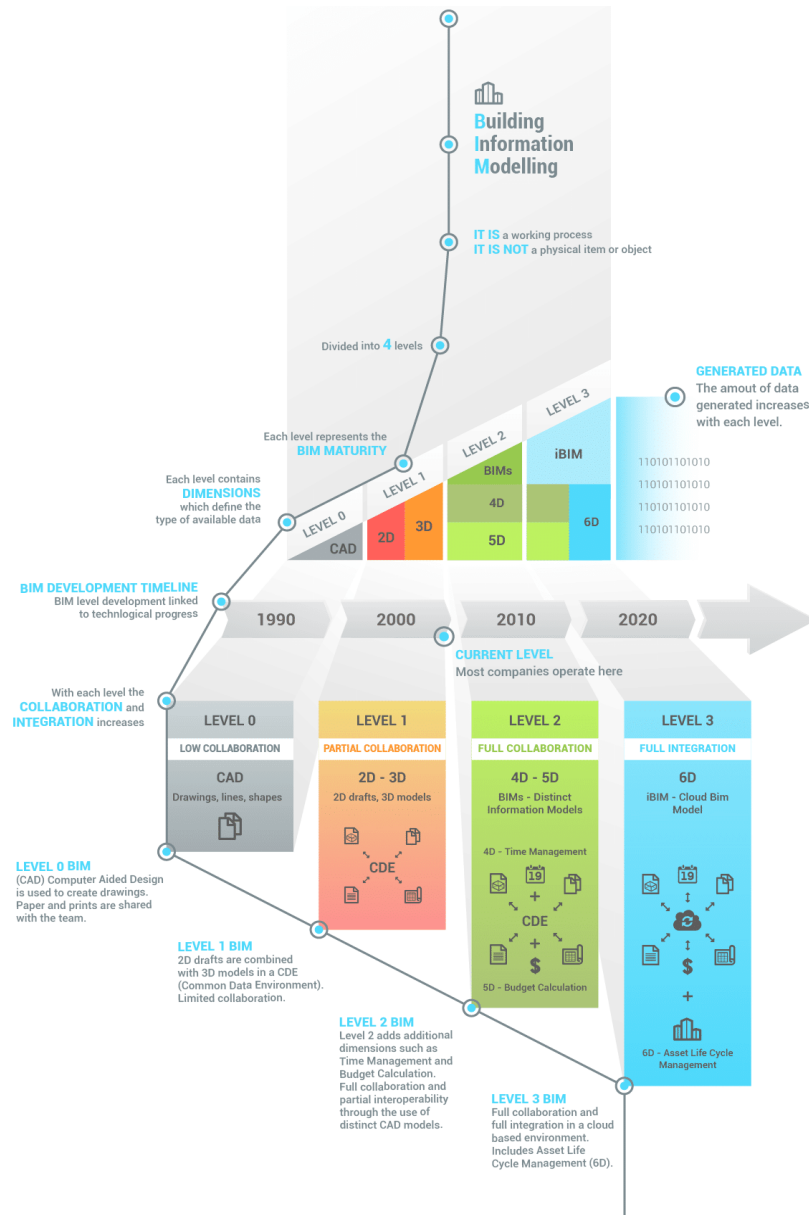 Building
Information
Modelling
IT IS a working process
IT IS NOT a physical item or object
Divided into 4 levels
GENERATED DATA
The amout of data
generated increases
with each level.
Each level represents the
BIM MATURITY
Each level contains
DIMENSIONS
which define the
type of available data
LEVEL 0
LEVEL 1
LEVEL 2
LEVEL 3
CAD
2D
3D
BIMs
4D
5D
iBIM
6D
110101101010
110101101010
110101101010
110101101010
BIM DEVELOPMENT TIMELINE
BIM level development linked
to technlogical progress
1990
2000
2010
2020
CURRENT LEVEL
Most companies operate here
With each level the
COLLABORATION and
INTEGRATION increases
LEVEL 0
LOW COLLABORATION
CAD
Drawings, lines, shapes
LEVEL 1
PARTIAL COLLABORATION
2D - 3D
2D drafts, 3D models
CDE
LEVEL 2
FULL COLLABORATION
4D - 5D
BIMs - Distinct
Information Models
4D - Time Management
19
+
CDE
+
$
5D - Budget Calculation
LEVEL 3
FULL INTEGRATION
6D
iBIM - Cloud Bim
Model
19
$
+
6D - Asset Life Cycle
Management
LEVEL 0 BIM
(CAD) Computer Aided Design
is used to create drawings.
Paper and prints are shared
with the team.
LEVEL 1 BIM
2D drafts are combined
with 3D models in a CDE
(Common Data Environment).
Limited collaboration.
LEVEL 2 BIM
Level 2 adds additional
dimensions such as
Time Management and
Budget Calculation.
Full collaboration and
partial interoperability
through the use of
distinct CAD models.
LEVEL 3 BIM
Full collaboration and
full integration in a cloud
based environment.
Includes Asset Life
Cycle Management (6D).